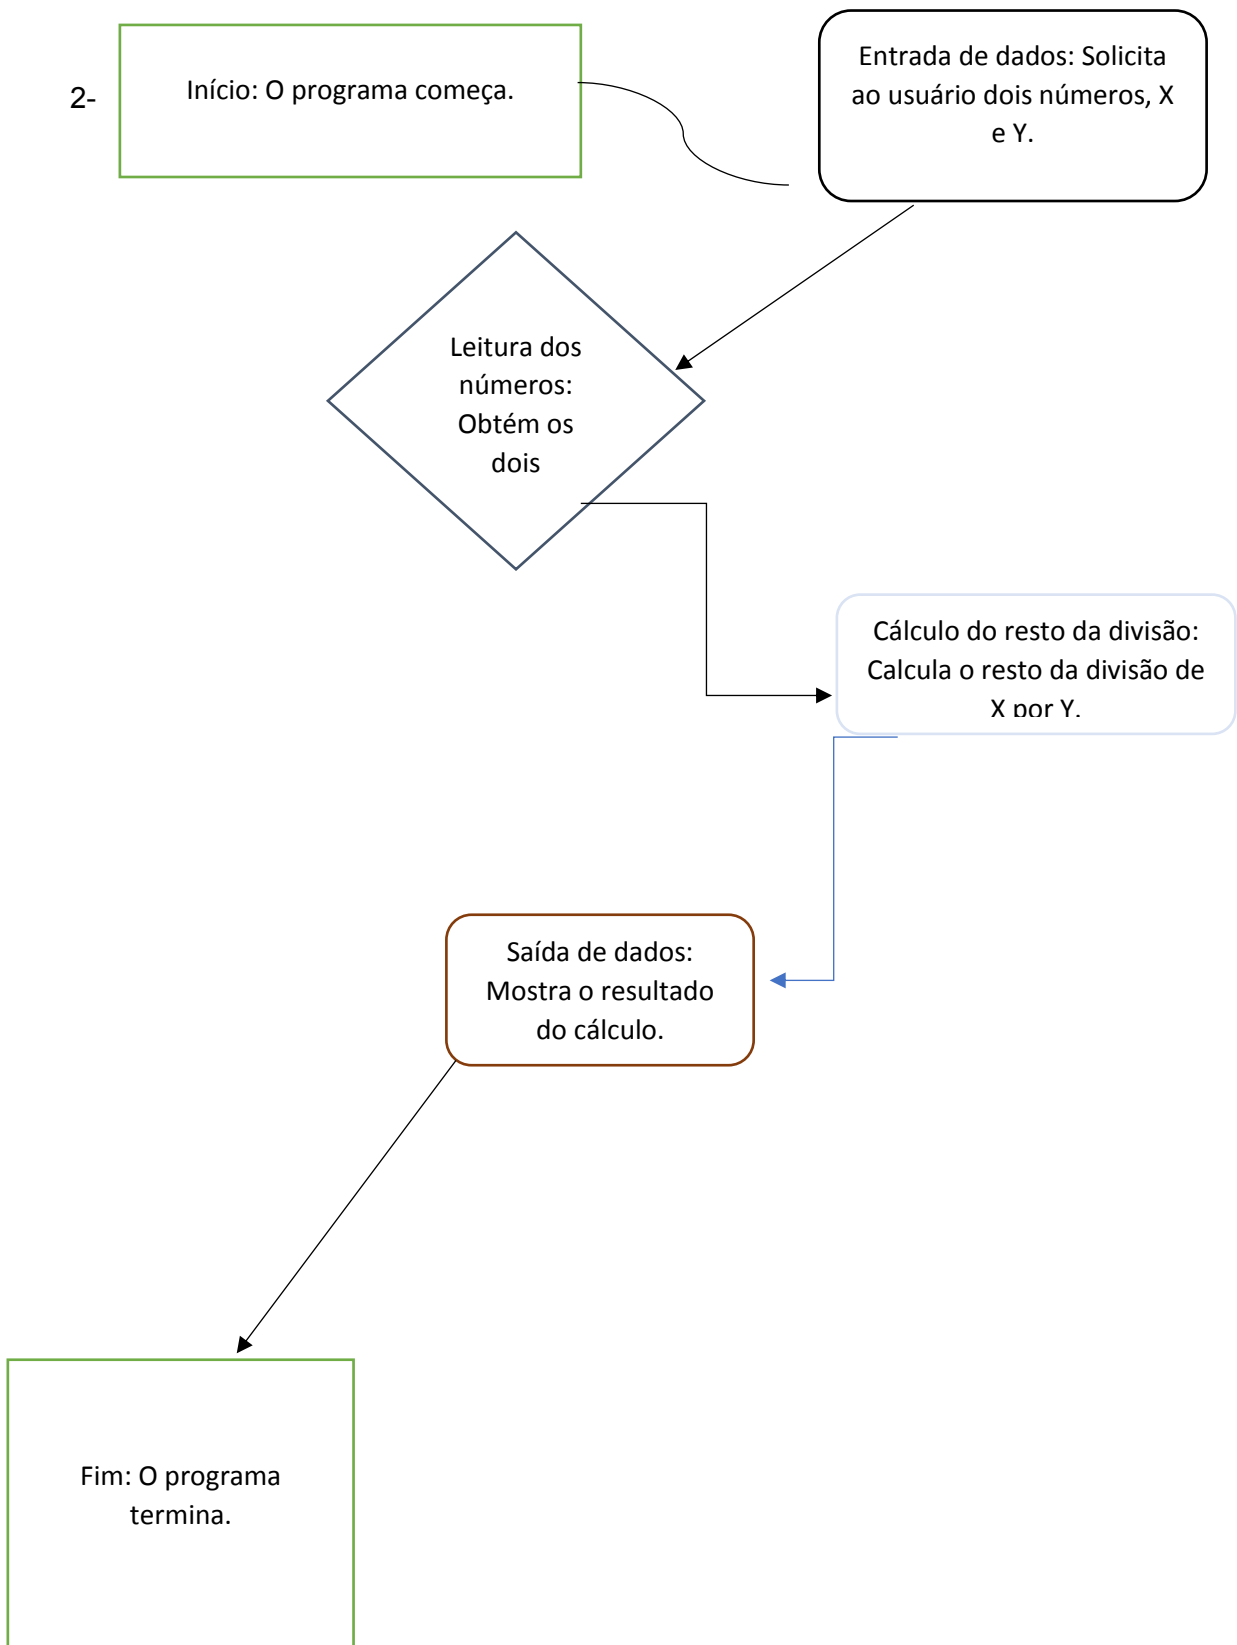 2-
Início: O programa começa.
Entrada de dados: Solicita
ao usuário dois números, X
e Y.
Leitura dos
números:
Obtém os
dois
Cálculo do resto da divisão:
Calcula o resto da divisão de
X por Y.
Saída de dados:
Mostra o resultado
do cálculo.
Fim: O programa
termina.